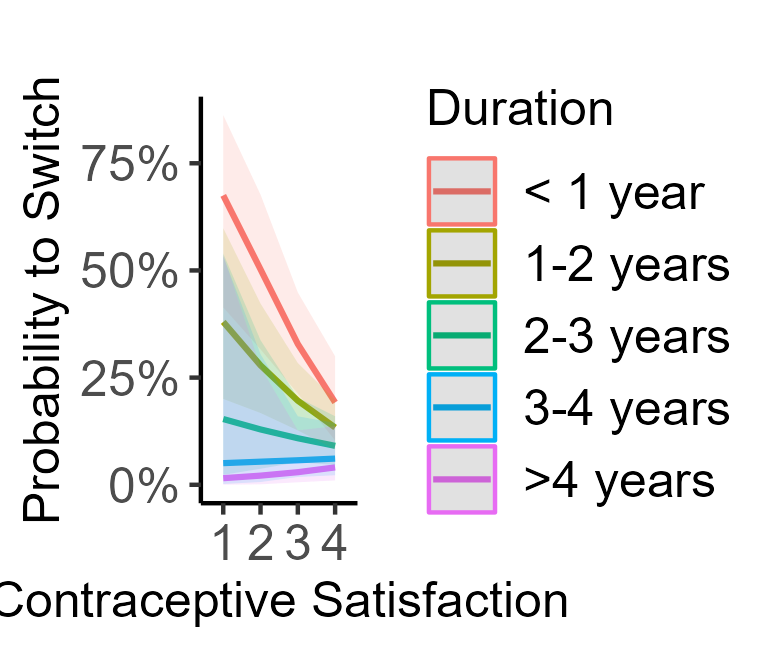 Probability to Switch
75%
50%
25%
0%
1 2 3 4
Contraceptive Satisfaction
Duration
< 1 year
1-2 years
2-3 years
3-4 years
>4 years